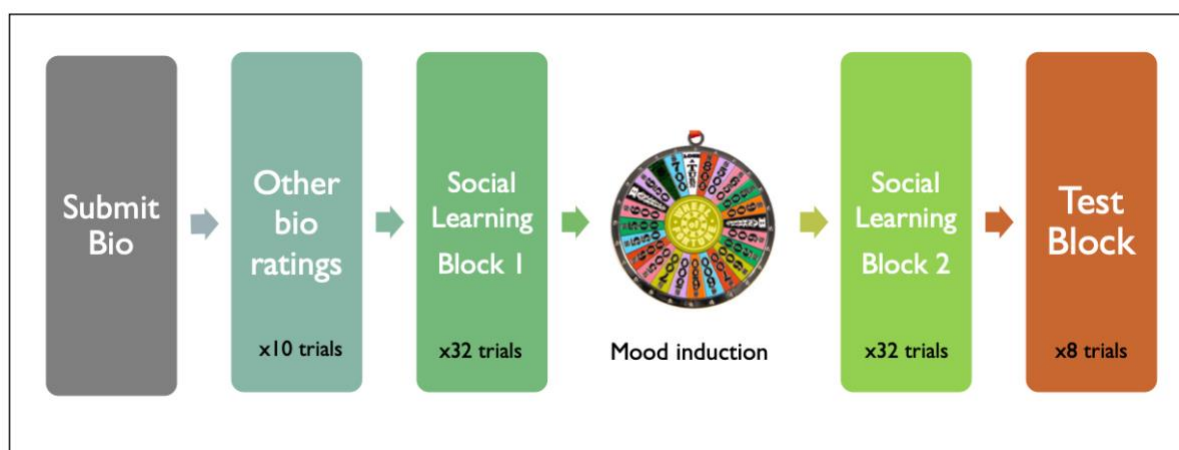 Submit
Bio
Other
bio
ratings
x10 trials
Social
Learning
Block 1
x32 trials
Mood induction
Social
Learning
Block 2
x32 trials
Test
Block
x8 trials